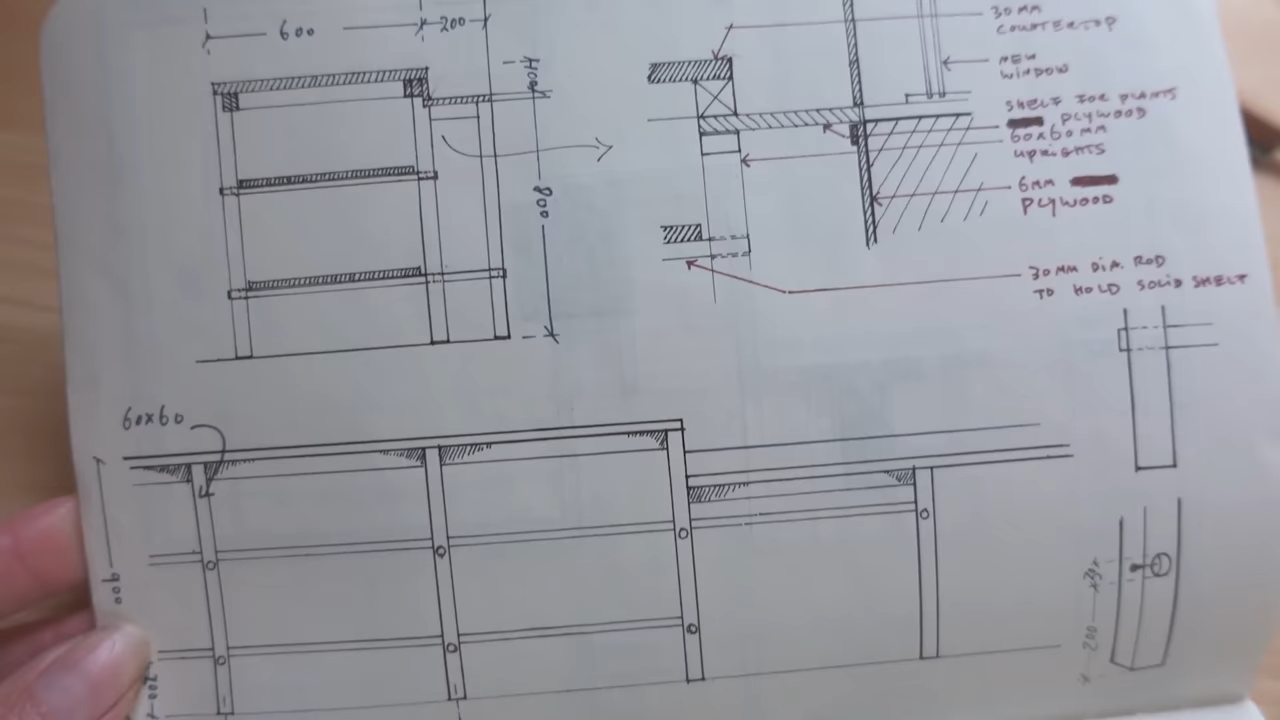 600
200
400
800
30MM
COUNTERTOP
NEW
WINDOW
SHELF FOR PLANTS
PLYWOOD
60x60MM
UPRIGHTS
6MM
PLYWOOD
30MM DIA. ROD
TO HOLD SOLID SHELF
60x60
900
200
200